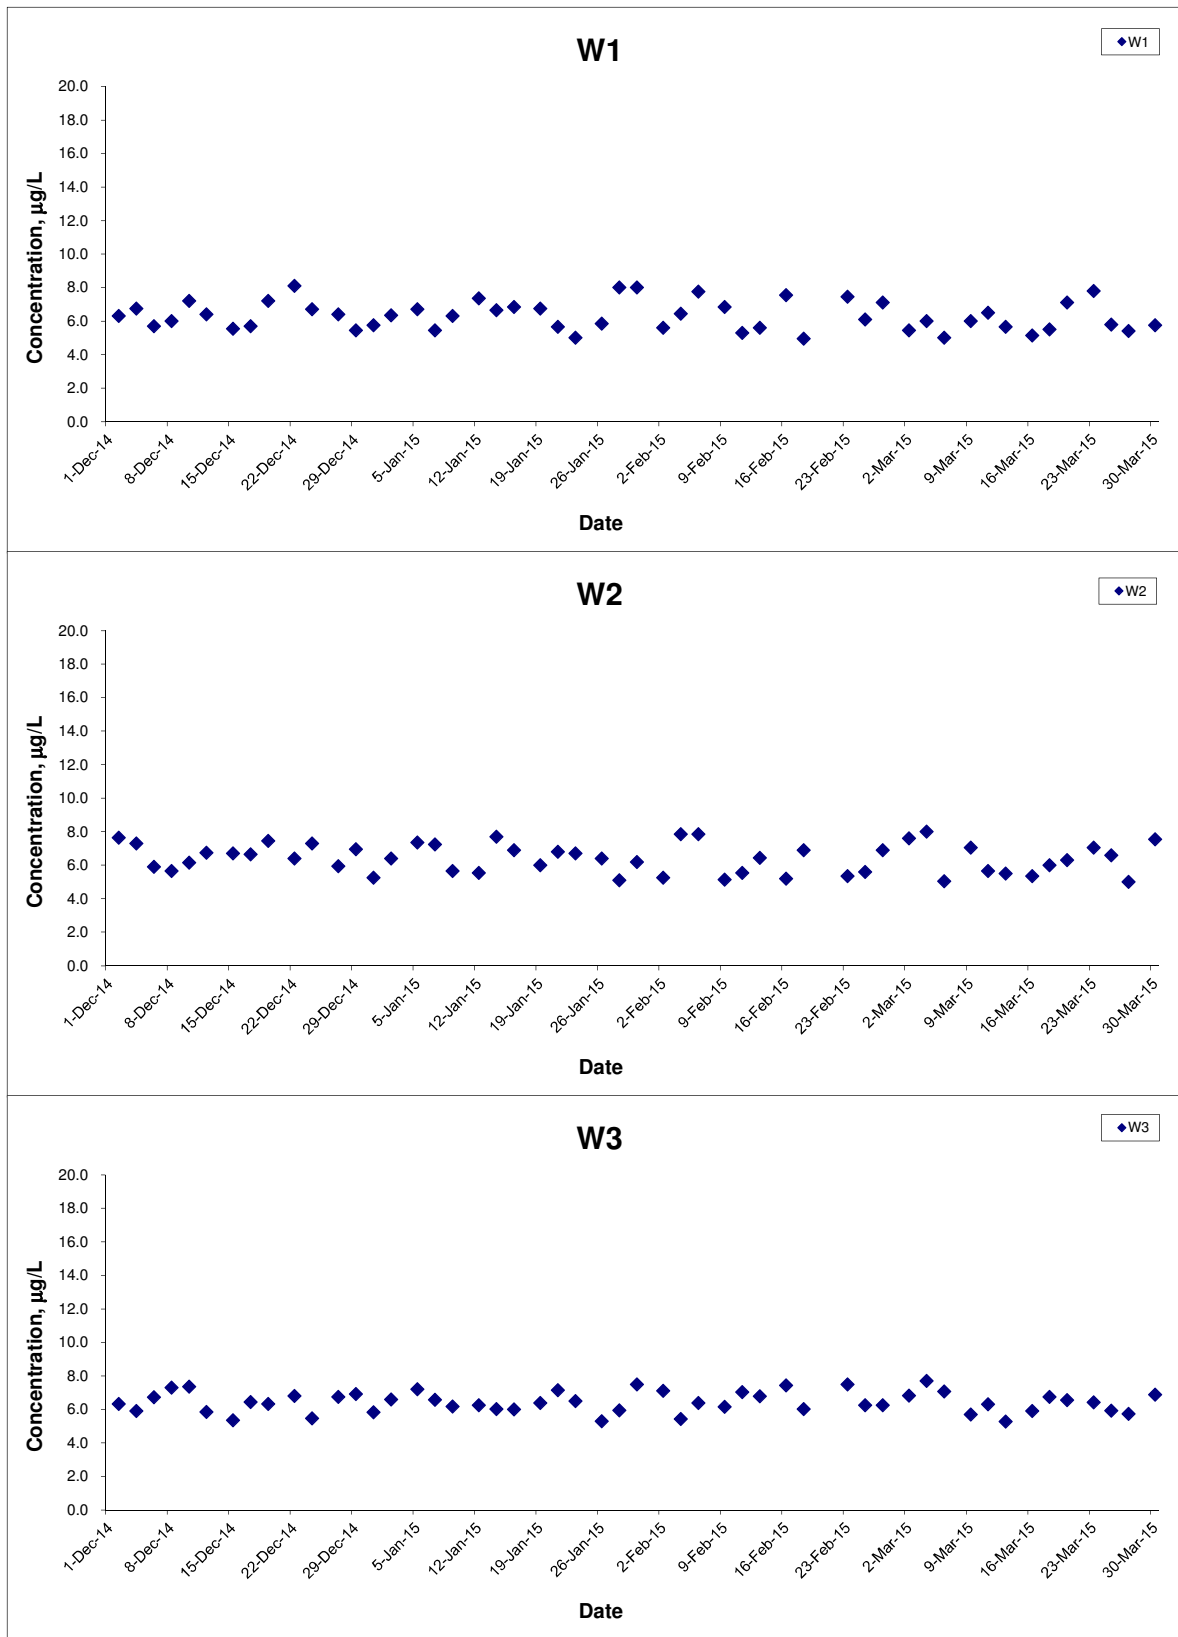 W1
W1
20.0
18.0
16.0
14.0
12.0
10.0
8.0
6.0
4.0
2.0
0.0
Concentration, µg/L
1-Dec-14
8-Dec-14
15-Dec-14
22-Dec-14
29-Dec-14
5-Jan-15
12-Jan-15
19-Jan-15
26-Jan-15
2-Feb-15
9-Feb-15
16-Feb-15
23-Feb-15
2-Mar-15
9-Mar-15
16-Mar-15
23-Mar-15
30-Mar-15
Date
W2
W2
20.0
18.0
16.0
14.0
12.0
10.0
8.0
6.0
4.0
2.0
0.0
Concentration, µg/L
1-Dec-14
8-Dec-14
15-Dec-14
22-Dec-14
29-Dec-14
5-Jan-15
12-Jan-15
19-Jan-15
26-Jan-15
2-Feb-15
9-Feb-15
16-Feb-15
23-Feb-15
2-Mar-15
9-Mar-15
16-Mar-15
23-Mar-15
30-Mar-15
Date
W3
W3
20.0
18.0
16.0
14.0
12.0
10.0
8.0
6.0
4.0
2.0
0.0
Concentration, µg/L
1-Dec-14
8-Dec-14
15-Dec-14
22-Dec-14
29-Dec-14
5-Jan-15
12-Jan-15
19-Jan-15
26-Jan-15
2-Feb-15
9-Feb-15
16-Feb-15
23-Feb-15
2-Mar-15
9-Mar-15
16-Mar-15
23-Mar-15
30-Mar-15
Date